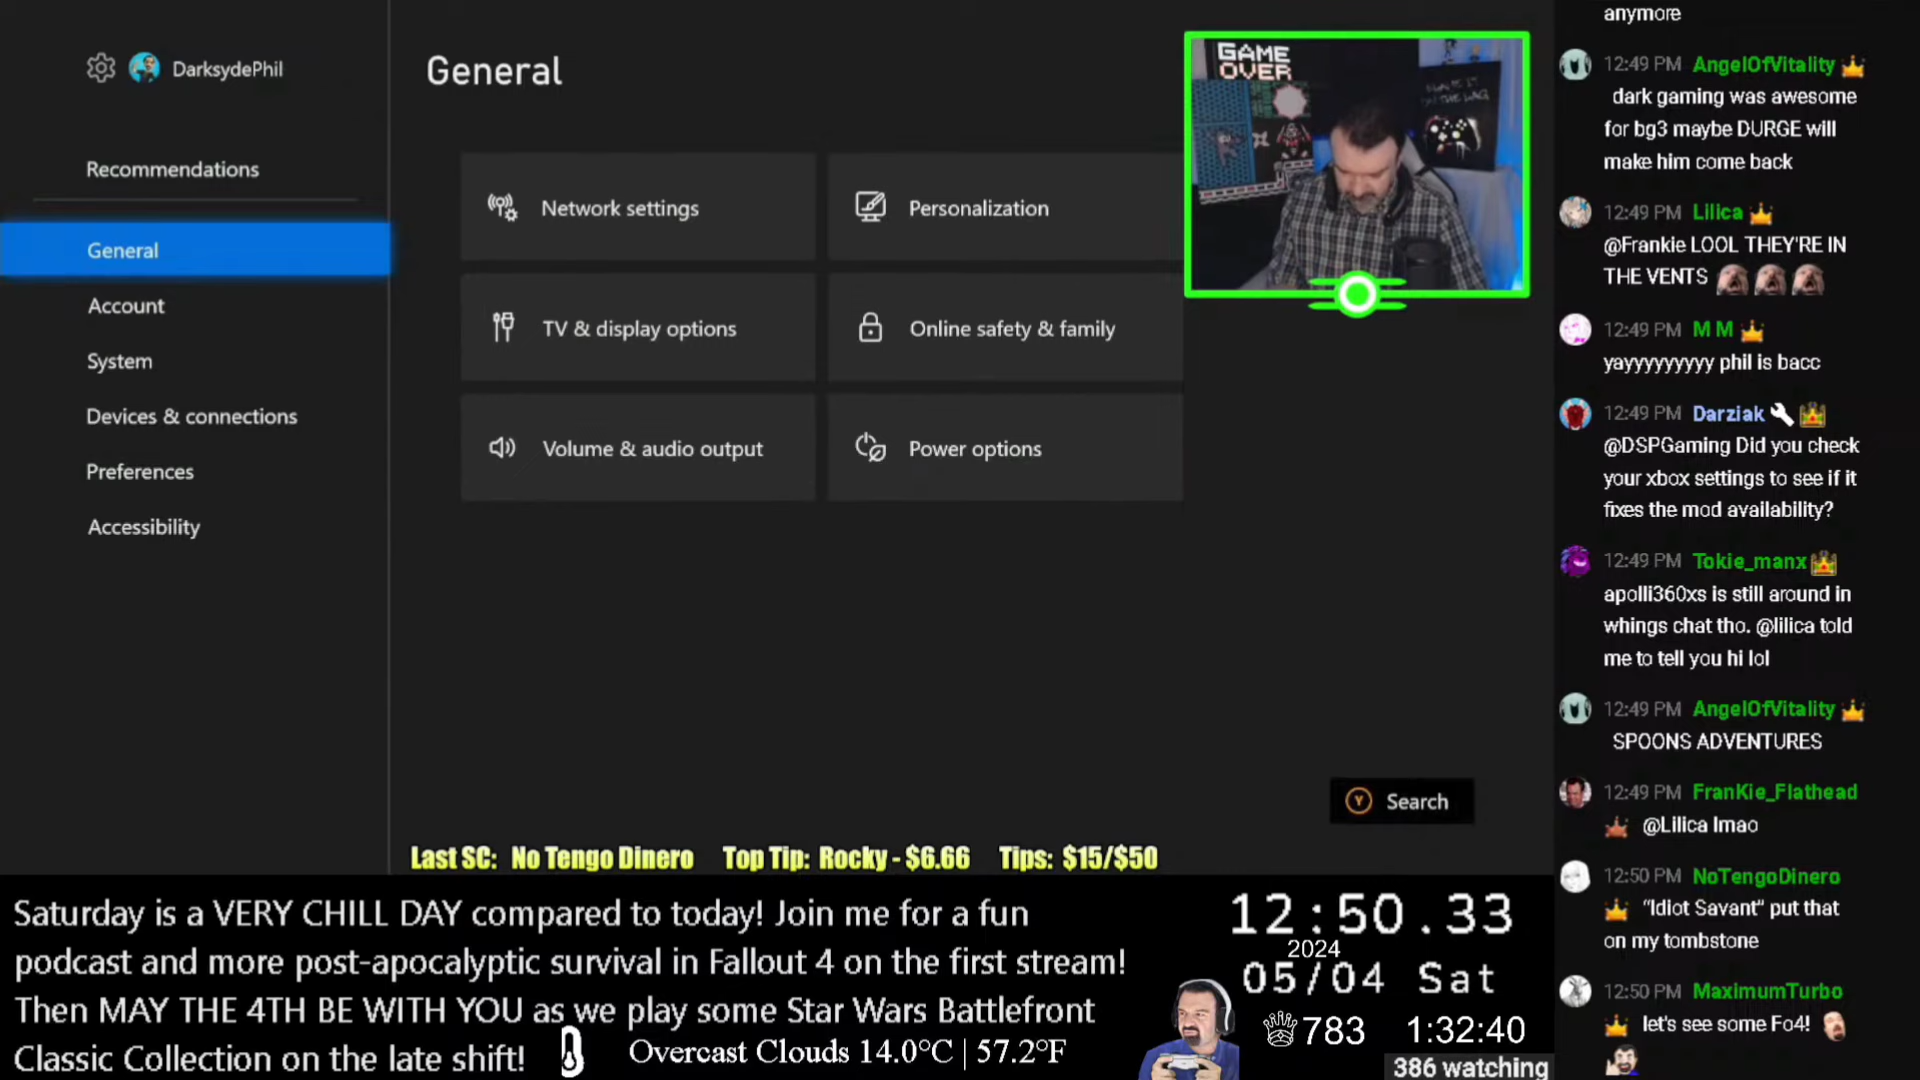 DarksydePhil
Recommendations
General
Account
System
Devices & connections
Preferences
Accessibility
General
Network settings
Personalization
TV & display options
Online safety & family
Volume & audio output
Power options
GAME
OVER
Y Search
Last SC: No Tengo Dinero Top Tip: Rocky - $6.66 Tips: $15/$50
Saturday is a VERY CHILL DAY compared to today! Join me for a fun
podcast and more post-apocalyptic survival in Fallout 4 on the first stream!
Then MAY THE 4TH BE WITH YOU as we play some Star Wars Battlefront
Classic Collection on the late shift!
Overcast Clouds 14.0°C | 57.2°F
12:50.33
2024
05/04 Sat
783 1:32:40
386 watching
anymore
12:49 PM AngelOfVitality
dark gaming was awesome
for bg3 maybe DURGE will
make him come back
12:49 PM Lilica
@Frankie LOOL THEY'RE IN
THE VENTS
12:49 PM M M
yayyyyyyyyy phil is bacc
12:49 PM Darziak
@DSPGaming Did you check
your xbox settings to see if it
fixes the mod availability?
12:49 PM Tokie_manx
apolli360xs is still around in
whings chat tho. @lilica told
me to tell you hi lol
12:49 PM AngelOfVitality
SPOONS ADVENTURES
12:49 PM FranKie_Flathead
@Lilica lmao
12:50 PM NoTengoDinero
“Idiot Savant” put that
on my tombstone
12:50 PM MaximumTurbo
let's see some Fo4!